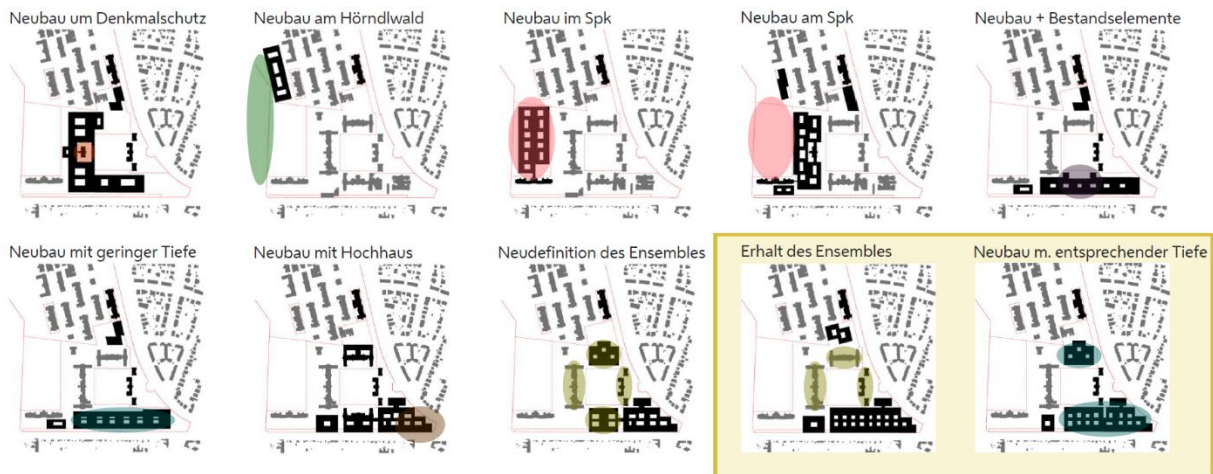 Neubau um Denkmalschutz
Neubau am Hörndlwald
Neubau im Spk
Neubau am Spk
Neubau + Bestandselemente
Neubau mit geringer Tiefe
Neubau mit Hochhaus
Neudefinition des Ensembles
Erhalt des Ensembles
Neubau m. entsprechender Tiefe